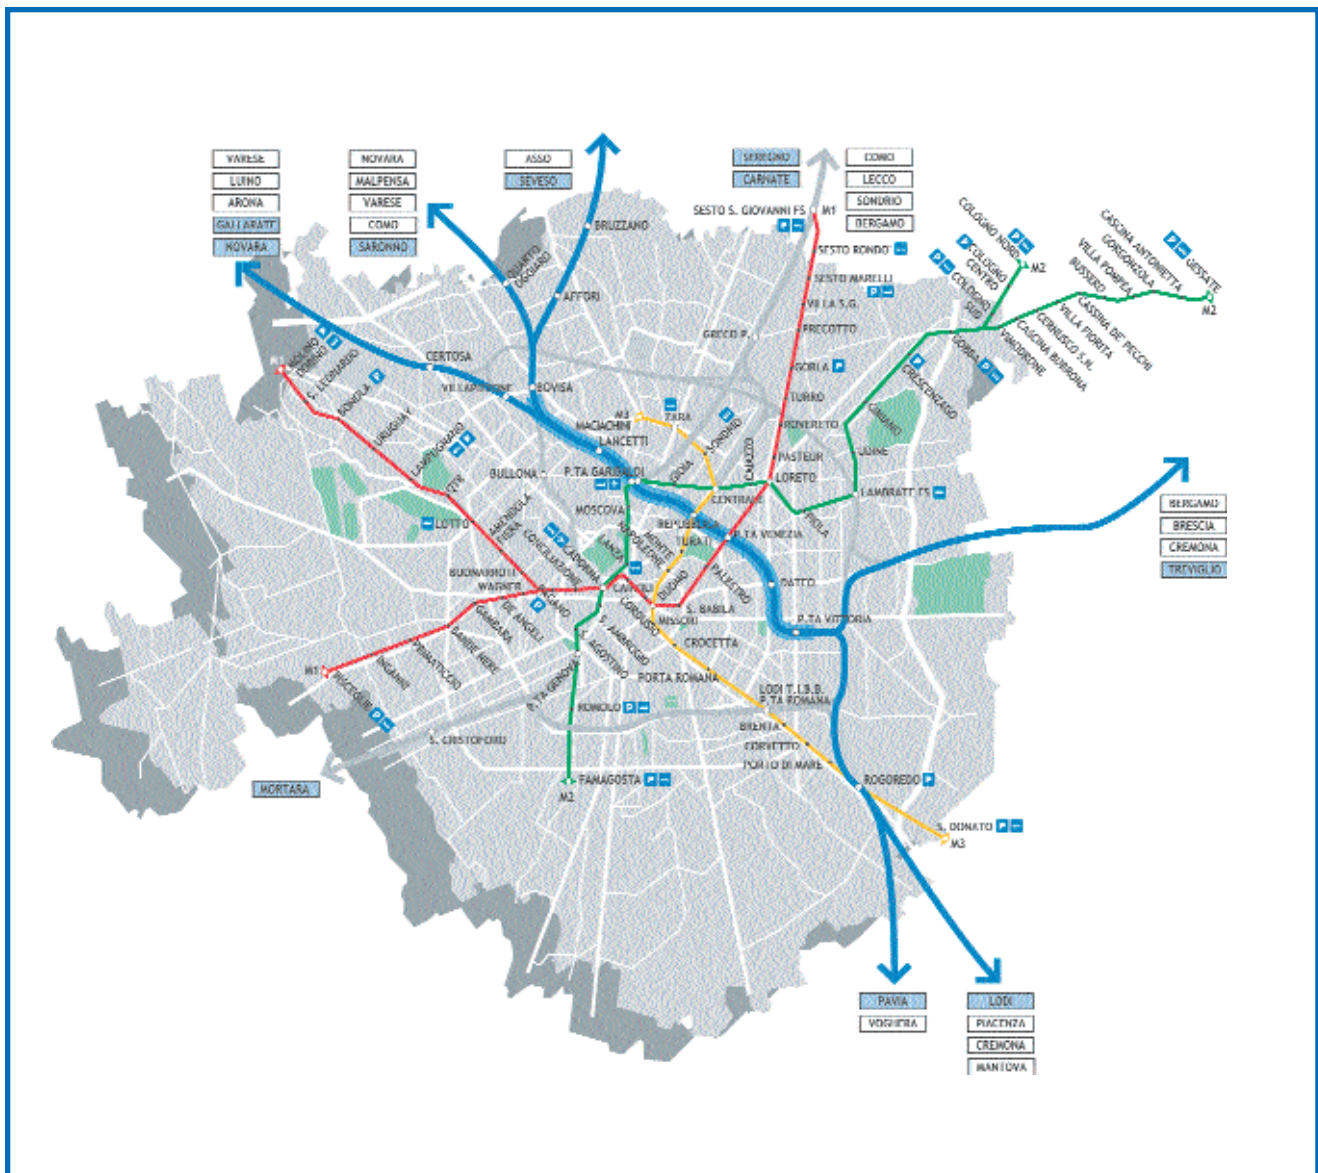 VARESE
LUINO
ARONA
GALLARATE
NOVARA
NOVARA
MALPENSA
VARESE
COMO
SARONNO
ASSO
SEVESO
SEREGNO
CARNATE
COMO
LECCO
SONDRIO
BERGAMO
SESTO S. GIOVANNI FS
M1
SESTO RONDO'
SESTO MARELLI
VILLA S.G.
PRECOTTO
GORLA
TURRO
ROVERETO
PASTEUR
LORETO
BRUZZANO
QUARTO
OGGIARO
AFFORI
GRECO P.
COLOGNO NORD
M2
COLOGNO
CENTRO
COLOGNO
SUD
CASCINA ANTONIETTA
GORGONZOLA
VILLA POMPEA
BUSSERO
GESSATE
M2
CASSINA DE' PECCHI
VILLA FIORITA
CERNUSCO S.N.
CASCINA BURRONA
VIMODRONE
GOBBA
CRESCENZAGO
CIMIANO
UDINE
LAMBRATE FS
PIOLA
M1
MOLINO
DORINO
S. LEONARDO
BONOLA
URUGUAY
LAMPUGNANO
QT8
LOTTO
AMENDOLA
FIERA
BUONARROTI
WAGNER
CONCILIAZIONE
PAGANO
CADORNA
CERTOSA
VILLAPIZZONE
BOVISA
M3
MACIACHINI
ZARA
SONDRIO
LANCETTI
BULLONA
P.TA GARIBALDI
GIOIA
CAIAZZO
CENTRALE
MOSCOVA
LANZA
MONTE
NAPOLEONE
REPUBBLICA
TURATI
P.TA VENEZIA
PALESTRO
CAIROLI
CORDUSIO
DUOMO
S. BABILA
MISSORI
DATEO
P.TA VITTORIA
BERGAMO
BRESCIA
CREMONA
TREVIGLIO
DE ANGELI
GAMBARA
BANDE NERE
PRIMATICCIO
INGANNI
M1
BISCEGLIE
S. AMBROGIO
S. AGOSTINO
P.TA GENOVA
CROCETTA
PORTA ROMANA
LODI T.I.B.B.
P.TA ROMANA
ROMOLO
BRENTA
CORVETTO
PORTO DI MARE
S. CRISTOFORO
MORTARA
FAMAGOSTA
M2
ROGOREDO
S. DONATO
M3
PAVIA
VOGHERA
LODI
PIACENZA
CREMONA
MANTOVA